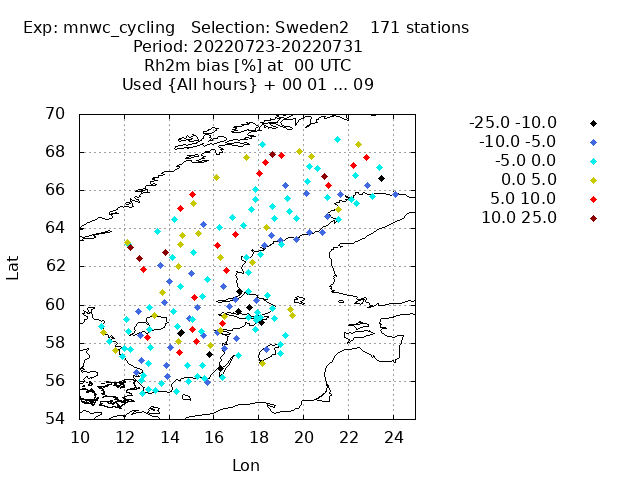 Exp: mnwc_cycling Selection: Sweden2 171 stations
Period: 20220723-20220731
Rh2m bias [%] at 00 UTC
Used {All hours} + 00 01 ... 09
70
68
66
64
62
60
58
56
54
Lat
10 12 14 16 18 20 22 24
Lon
-25.0 -10.0
-10.0 -5.0
-5.0 0.0
0.0 5.0
5.0 10.0
10.0 25.0